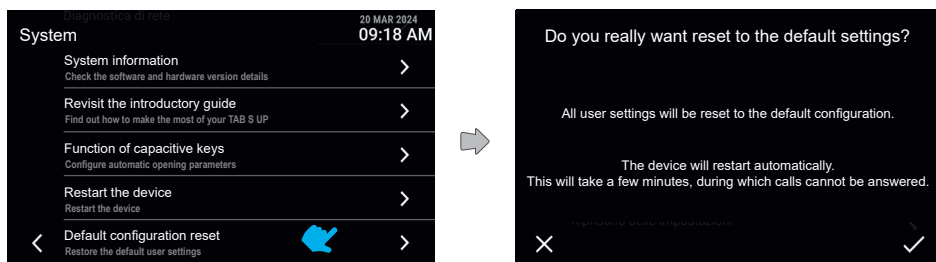 Diagnostica di rete
20 MAR 2024
System
09:18 AM
System information
Check the software and hardware version details
Revisit the introductory guide
Find out how to make the most of your TAB S UP
Function of capacitive keys
Configure automatic opening parameters
Restart the device
Restart the device
Default configuration reset
Restore the default user settings
Do you really want reset to the default settings?
All user settings will be reset to the default configuration.
The device will restart automatically.
This will take a few minutes, during which calls cannot be answered.
Ripristino delle impostazioni